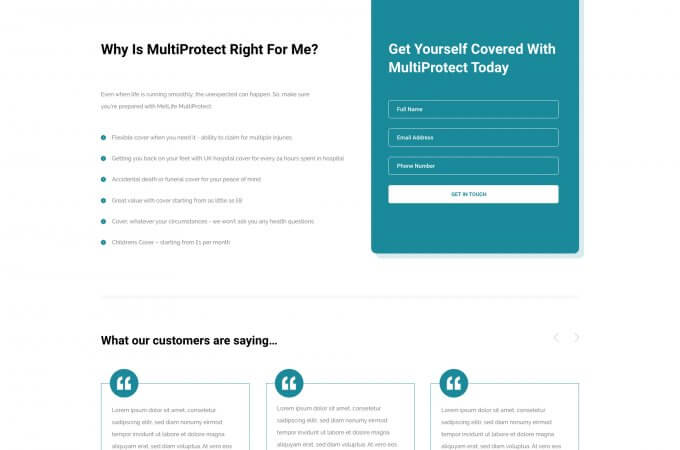 Why Is MultiProtect Right For Me?
Even when life is running smoothly, the unexpected can happen. So, make sure
you're prepared with MetLife MultiProtect:
Flexible cover when you need it - ability to claim for multiple injuries
Getting you back on your feet with UK hospital cover for every 24 hours spent in hospital
Accidental death or funeral cover for your peace of mind
Great value with cover starting from as little as £8
Cover, whatever your circumstances - we won't ask you any health questions
Childrens Cover – starting from £1 per month
Get Yourself Covered With
MultiProtect Today
Full Name
Email Address
Phone Number
GET IN TOUCH
What our customers are saying...
Lorem ipsum dolor sit amet, consetetur
sadipscing elitr, sed diam nonumy eirmod
tempor invidunt ut labore et dolore magna
aliquyam erat, sed diam voluptua. At vero eos
Lorem ipsum dolor sit amet, consetetur
sadipscing elitr, sed diam nonumy eirmod
tempor invidunt ut labore et dolore magna
aliquyam erat, sed diam voluptua. At vero eos
Lorem ipsum dolor sit amet, consetetur
sadipscing elitr, sed diam nonumy eirmod
tempor invidunt ut labore et dolore magna
aliquyam erat, sed diam voluptua. At vero eos